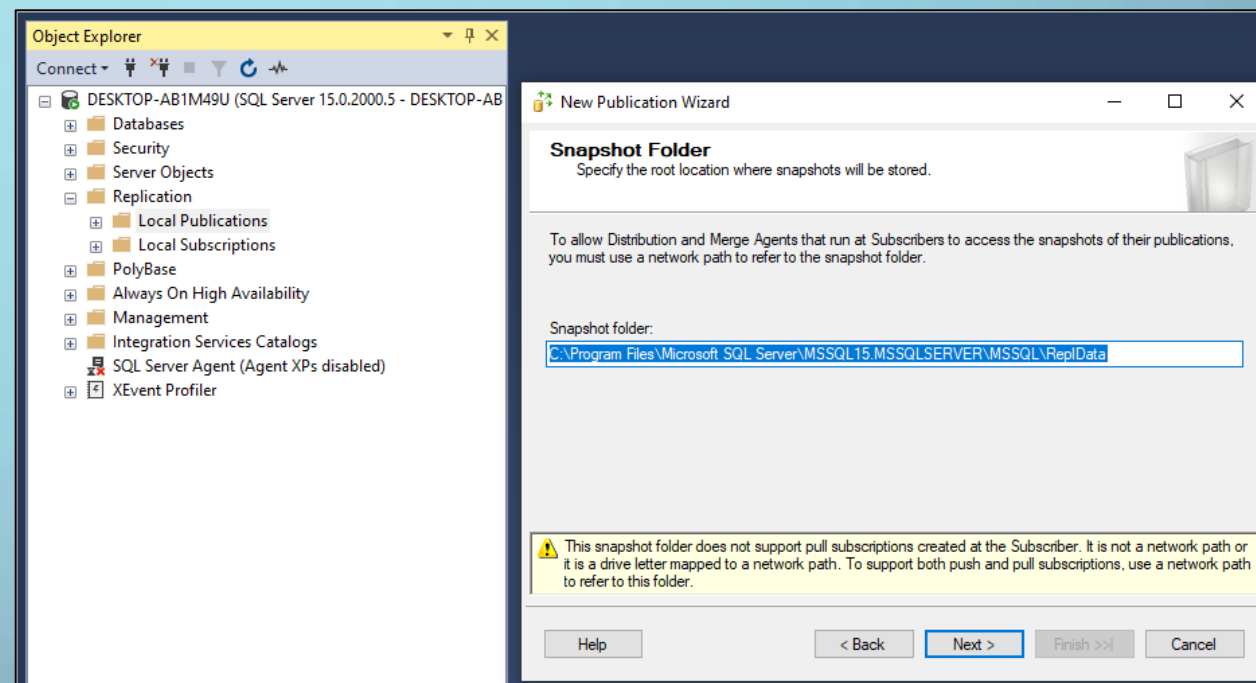 Object Explorer
Connect
DESKTOP-AB1M49U (SQL Server 15.0.2000.5 - DESKTOP-AB
Databases
Security
Server Objects
Replication
Local Publications
Local Subscriptions
PolyBase
Always On High Availability
Management
Integration Services Catalogs
SQL Server Agent (Agent XPs disabled)
XEvent Profiler
New Publication Wizard
Snapshot Folder
Specify the root location where snapshots will be stored.
To allow Distribution and Merge Agents that run at Subscribers to access the snapshots of their publications,
you must use a network path to refer to the snapshot folder.
Snapshot folder:
C:\Program Files\Microsoft SQL Server\MSSQL15.MSSQLSERVER\MSSQL\ReplData
This snapshot folder does not support pull subscriptions created at the Subscriber. It is not a network path or
it is a drive letter mapped to a network path. To support both push and pull subscriptions, use a network path
to refer to this folder.
Help
< Back
Next >
Finish >>|
Cancel